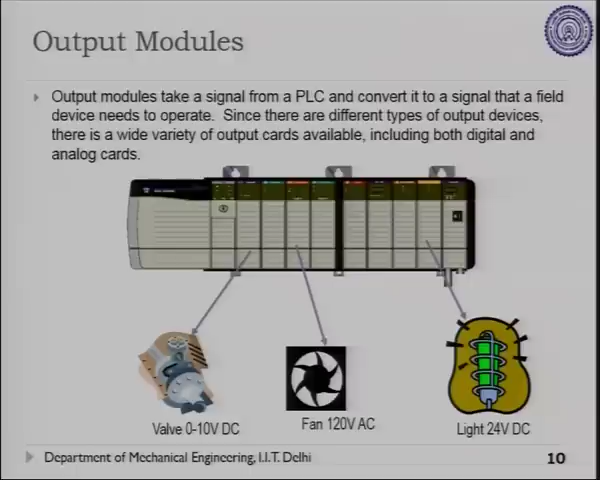 Output Modules
Output modules take a signal from a PLC and convert it to a signal that a field
device needs to operate. Since there are different types of output devices,
there is a wide variety of output cards available, including both digital and
analog cards.
Valve 0-10V DC
Fan 120V AC
Light 24V DC
Department of Mechanical Engineering, I.I.T. Delhi
10